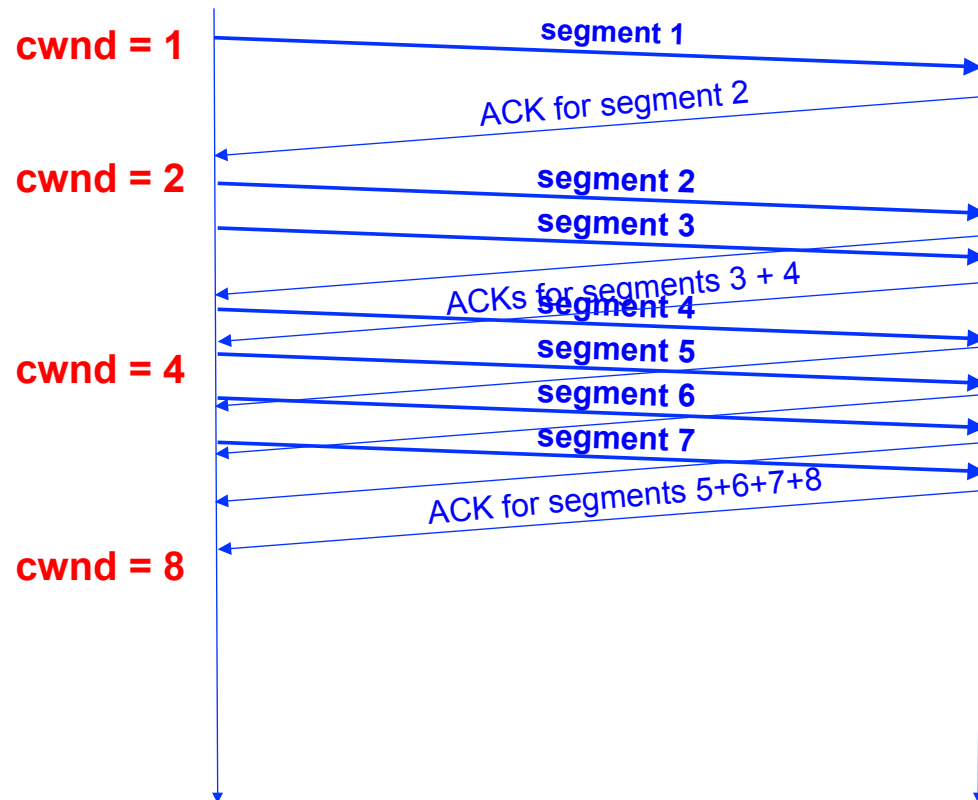 segment 1
cwnd = 1
ACK for segment 2
cwnd = 2
segment 2
segment 3
ACKs for segments 3 + 4
segment 4
segment 5
cwnd = 4
segment 6
segment 7
ACK for segments 5+6+7+8
cwnd = 8